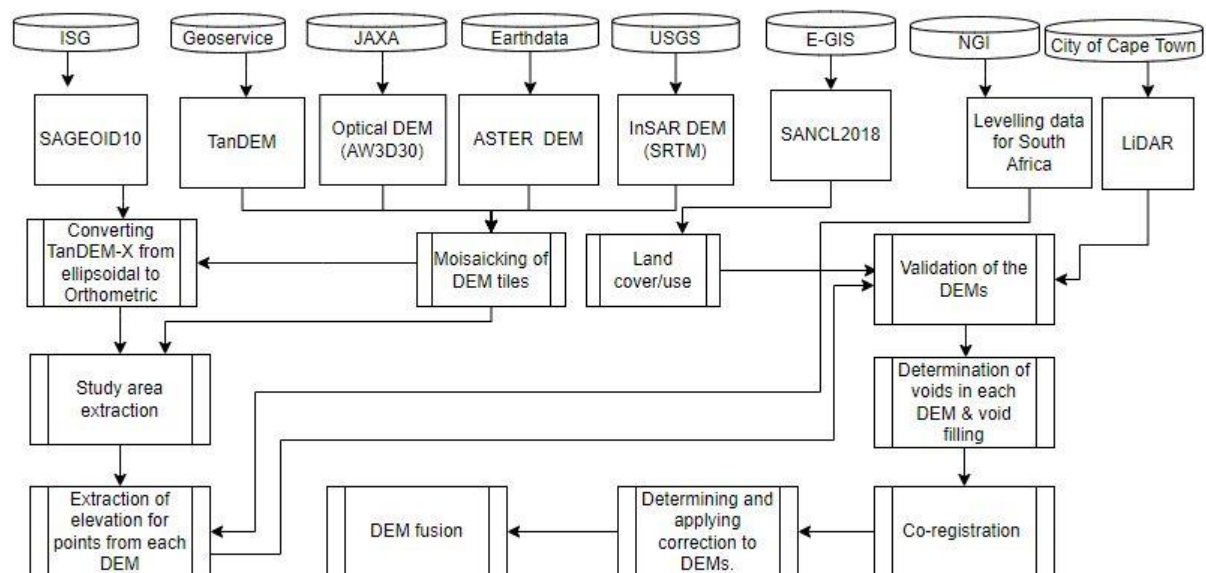 ISG
Geoservice
JAXA
Earthdata
USGS
E-GIS
NGI
City of Cape Town
SAGEOID10
TanDEM
Optical DEM
(AW3D30)
ASTER DEM
InSAR DEM
(SRTM)
SANCL2018
Levelling data
for South
Africa
LiDAR
Converting
TanDEM-X from
ellipsoidal to
Orthometric
Moisaicking of
DEM tiles
Land
cover/use
Validation of the
DEMs
Study area
extraction
Determination of
voids in each
DEM & void
filling
Extraction of
elevation for
points from each
DEM
DEM fusion
Determining and
applying
correction to
DEMs.
Co-registration